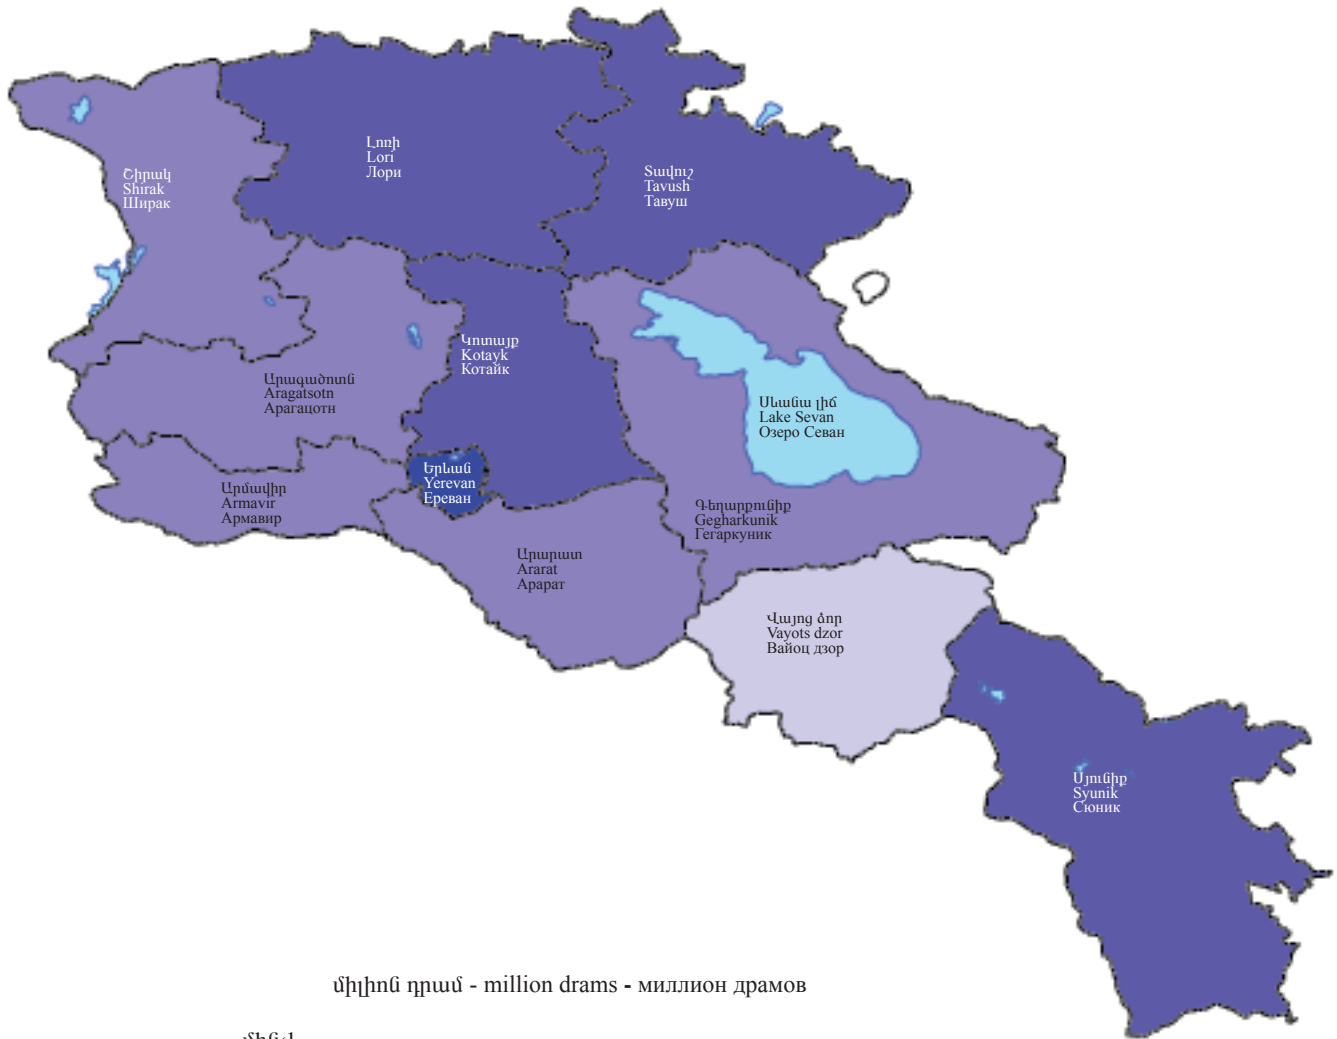 Լոռի
Lori
Лори
Տավուշ
Tavush
Тавуш
Շիրակ
Shirak
Ширак
Կոտայք
Kotayk
Котайк
Արագածոտն
Aragatsotn
Арагацотн
Սևանա լիճ
Lake Sevan
Озеро Севан
Երևան
Yerevan
Ереван
Արմավիր
Armavir
Армавир
Գեղարքունիք
Gegharkunik
Гегаркуник
Արարատ
Ararat
Арарат
Վայոց ձոր
Vayots dzor
Вайоц дзор
Սյունիք
Syunik
Сюник
միլիոն դրամ - million drams - миллион драмов